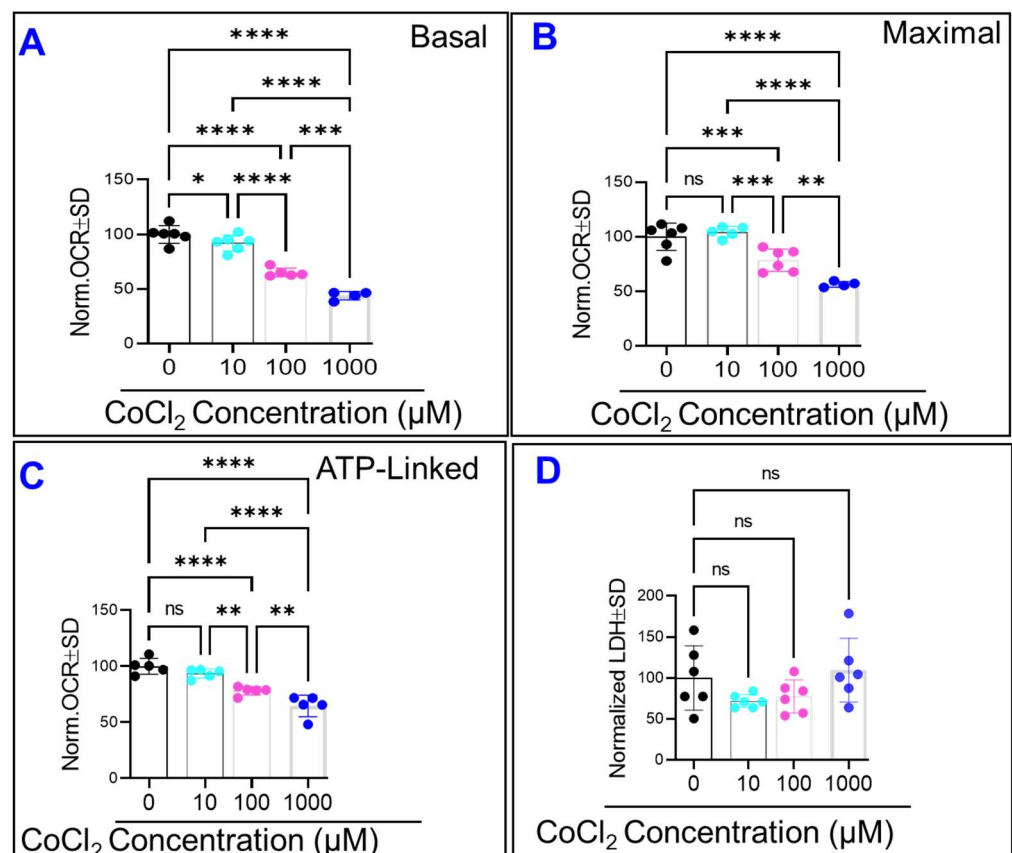 A
Basal
****
****
**** ***
* ****
Norm.OCR±SD
150
100
50
0
0 10 100 1000
CoCl₂ Concentration (µM)
B
Maximal
****
****
***
ns *** **
Norm.OCR±SD
150
100
50
0
0 10 100 1000
CoCl₂ Concentration (µM)
C
ATP-Linked
****
****
****
ns ** **
Norm.OCR±SD
150
100
50
0
0 10 100 1000
CoCl₂ Concentration (µM)
D
ns
ns
ns
Normalized LDH±SD
200
150
100
50
0
0 10 100 1000
CoCl₂ Concentration (µM)